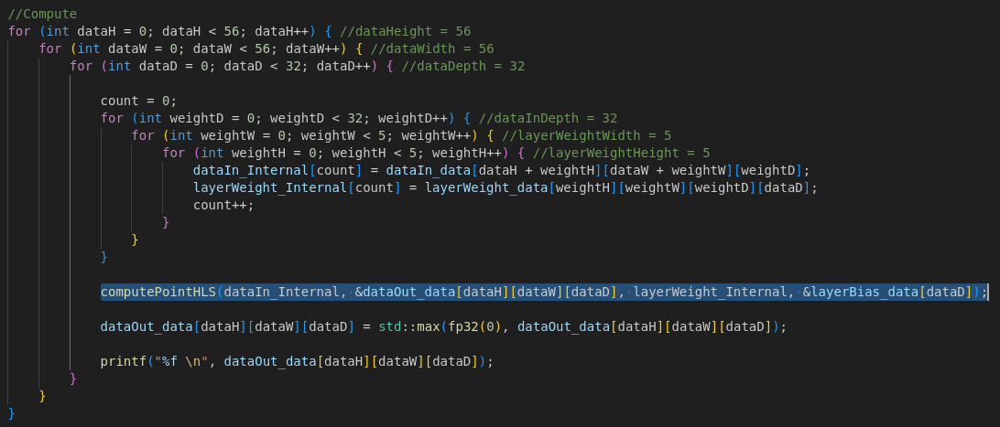 //Compute
for (int dataH = 0; dataH < 56; dataH++) { //dataHeight = 56
for (int dataW = 0; dataW < 56; dataW++) { //dataWidth = 56
for (int dataD = 0; dataD < 32; dataD++) { //dataDepth = 32
count = 0;
for (int weightD = 0; weightD < 32; weightD++) { //dataInDepth = 32
for (int weightW = 0; weightW < 5; weightW++) { //layerWeightWidth = 5
for (int weightH = 0; weightH < 5; weightH++) { //layerWeightHeight = 5
dataIn_Internal[count] = dataIn_data[dataH + weightH][dataW + weightW][weightD];
layerWeight_Internal[count] = layerWeight_data[weightH][weightW][weightD][dataD];
count++;
}
}
}
computePointHLS(dataIn_Internal, &dataOut_data[dataH][dataW][dataD], layerWeight_Internal, &layerBias_data[dataD]);
dataOut_data[dataH][dataW][dataD] = std::max(fp32(0), dataOut_data[dataH][dataW][dataD]);
printf("%f \n", dataOut_data[dataH][dataW][dataD]);
}
}
}